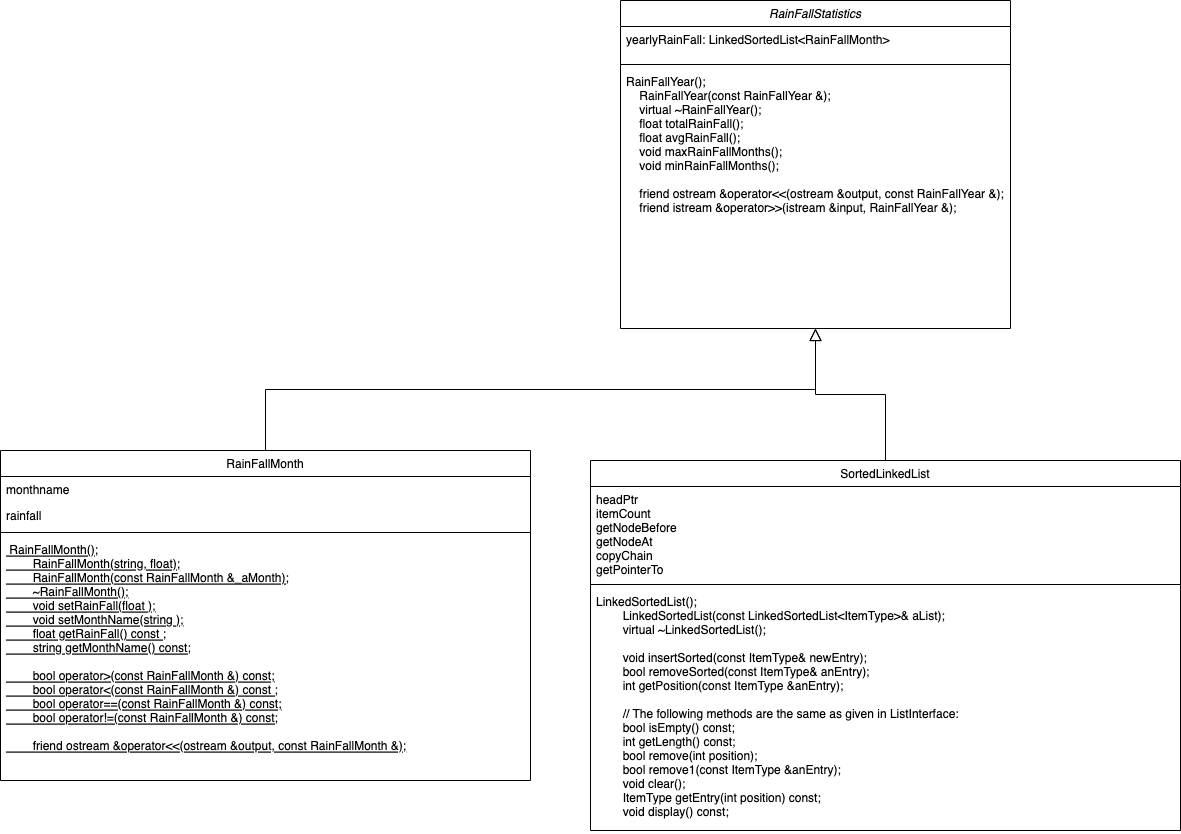 RainFallStatistics
yearlyRainFall: LinkedSortedList<RainFallMonth>
RainFallYear();
RainFallYear(const RainFallYear &);
virtual ~RainFallYear();
float totalRainFall();
float avgRainFall();
void maxRainFallMonths();
void minRainFallMonths();
friend ostream &operator<<(ostream &output, const RainFallYear &);
friend istream &operator>>(istream &input, RainFallYear &);
RainFallMonth
monthname
rainfall
RainFallMonth();
RainFallMonth(string, float);
RainFallMonth(const RainFallMonth &_aMonth);
~RainFallMonth();
void setRainFall(float );
void setMonthName(string );
float getRainFall() const ;
string getMonthName() const;
bool operator>(const RainFallMonth &) const;
bool operator<(const RainFallMonth &) const ;
bool operator==(const RainFallMonth &) const;
bool operator!=(const RainFallMonth &) const;
friend ostream &operator<<(ostream &output, const RainFallMonth &);
SortedLinkedList
headPtr
itemCount
getNodeBefore
getNodeAt
copyChain
getPointerTo
LinkedSortedList();
LinkedSortedList(const LinkedSortedList<ItemType>& aList);
virtual ~LinkedSortedList();
void insertSorted(const ItemType& newEntry);
bool removeSorted(const ItemType& anEntry);
int getPosition(const ItemType &anEntry);
// The following methods are the same as given in ListInterface:
bool isEmpty() const;
int getLength() const;
bool remove(int position);
bool remove1(const ItemType &anEntry);
void clear();
ItemType getEntry(int position) const;
void display() const;